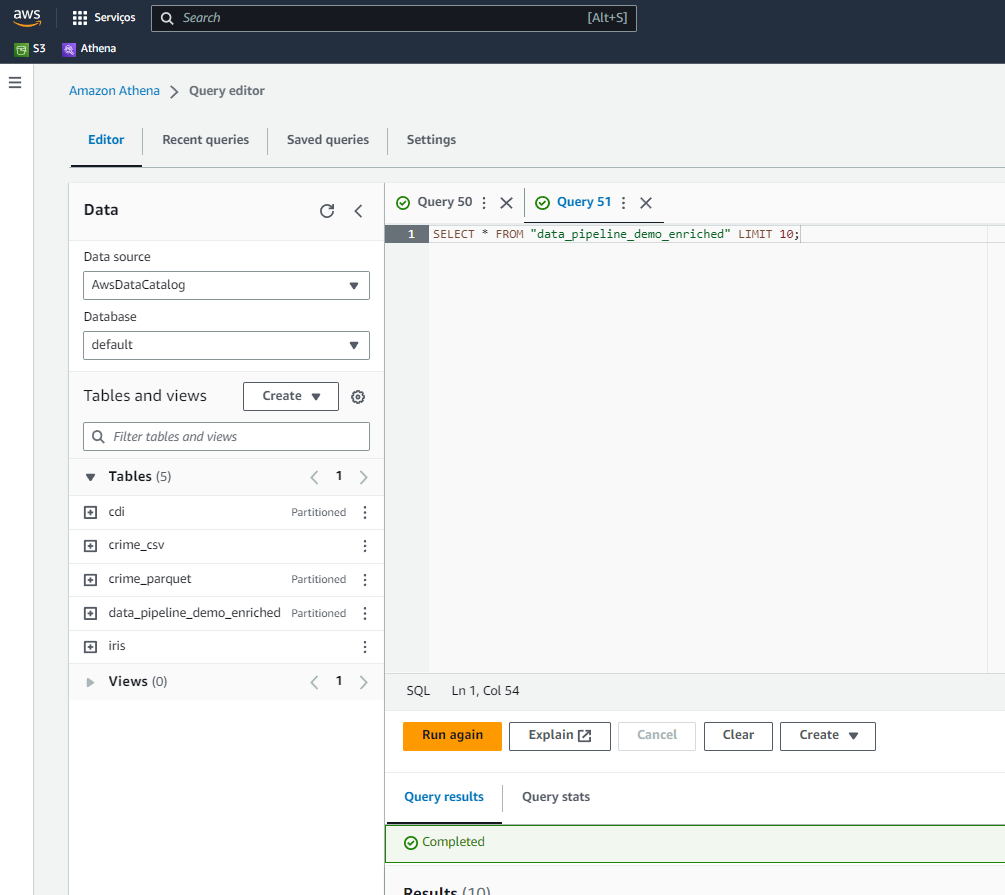 aws Serviços Search [Alt+S]
S3 Athena
Amazon Athena Query editor
Editor Recent queries Saved queries Settings
Data
Data source
AwsDataCatalog
Database
default
Tables and views Create
Filter tables and views
Tables (5) 1
cdi Partitioned
crime_csv
crime_parquet Partitioned
data_pipeline_demo_enriched Partitioned
iris
Views (0) 1
Query 50 Query 51
1 SELECT * FROM "data_pipeline_demo_enriched" LIMIT 10;
SQL Ln 1, Col 54
Run again Explain Cancel Clear Create
Query results Query stats
Completed
Results (10)